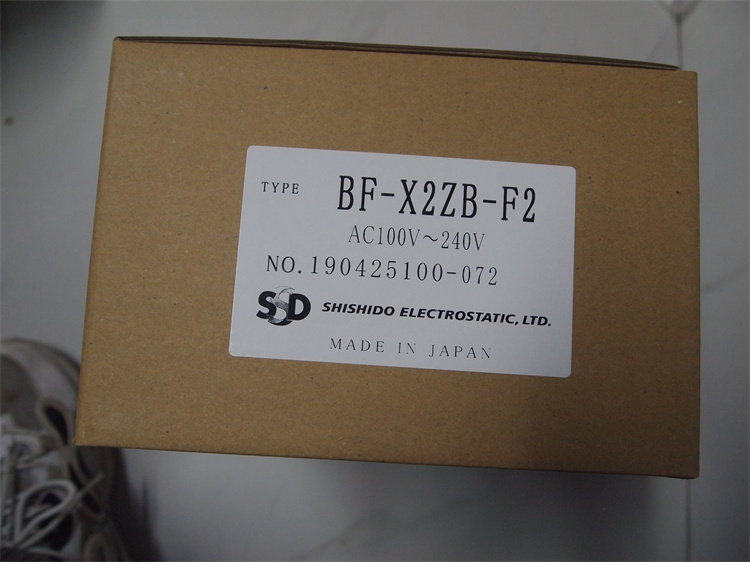 TYPE BF-X2ZB-F2
AC100V～240V
NO.190425100-072
SSD SHISHIDO ELECTROSTATIC, LTD.
MADE IN JAPAN